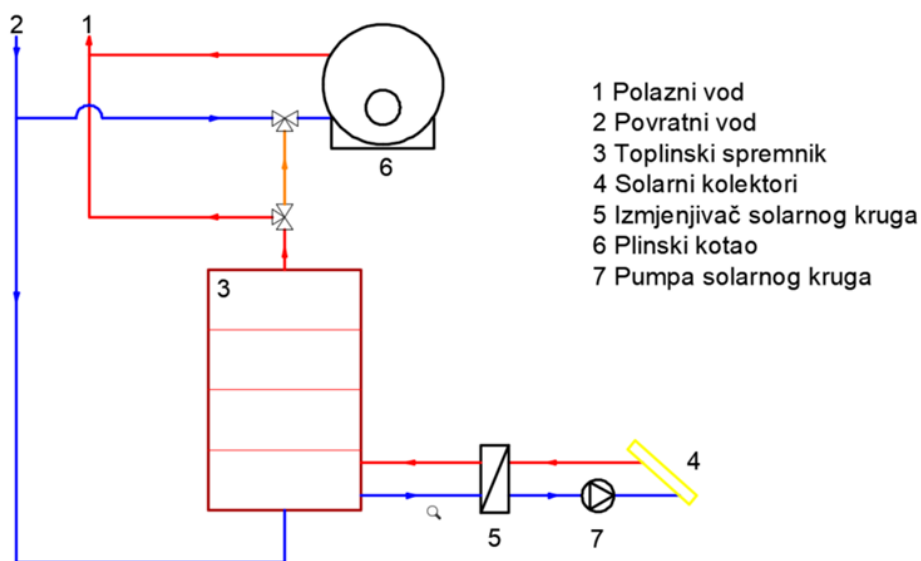 2
1
6
1 Polazni vod
2 Povratni vod
3 Toplinski spremnik
4 Solarni kolektori
5 Izmjenjivač solarnog kruga
6 Plinski kotao
7 Pumpa solarnog kruga
3
4
5
7